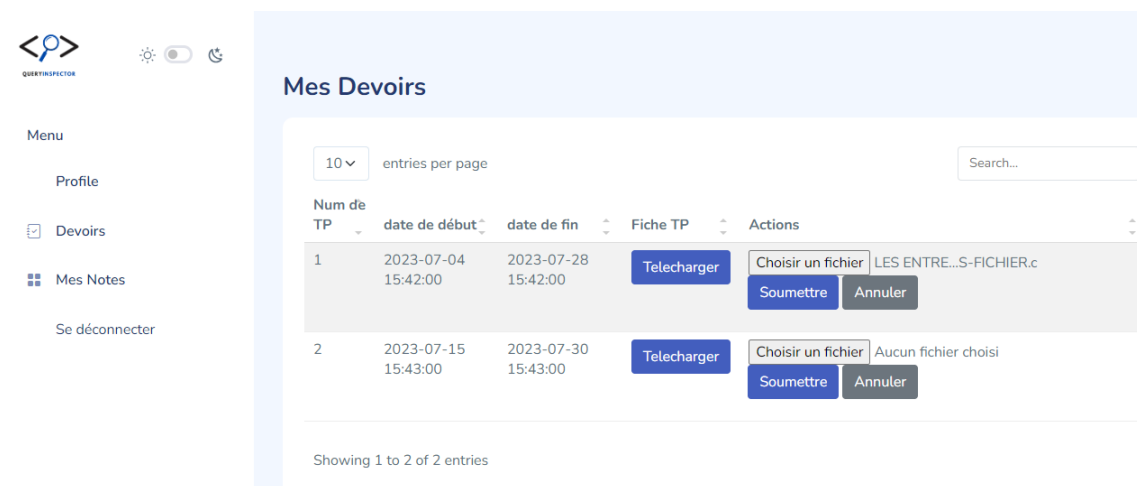 QUERYINSPECTOR
Menu
Profile
Devoirs
Mes Notes
Se déconnecter
Mes Devoirs
10 entries per page Search...
Num de TP date de début date de fin Fiche TP Actions
1 2023-07-04 2023-07-28 Telecharger Choisir un fichier LES ENTRE...S-FICHIER.c
15:42:00 15:42:00 Soumettre Annuler
2 2023-07-15 2023-07-30 Telecharger Choisir un fichier Aucun fichier choisi
15:43:00 15:43:00 Soumettre Annuler
Showing 1 to 2 of 2 entries